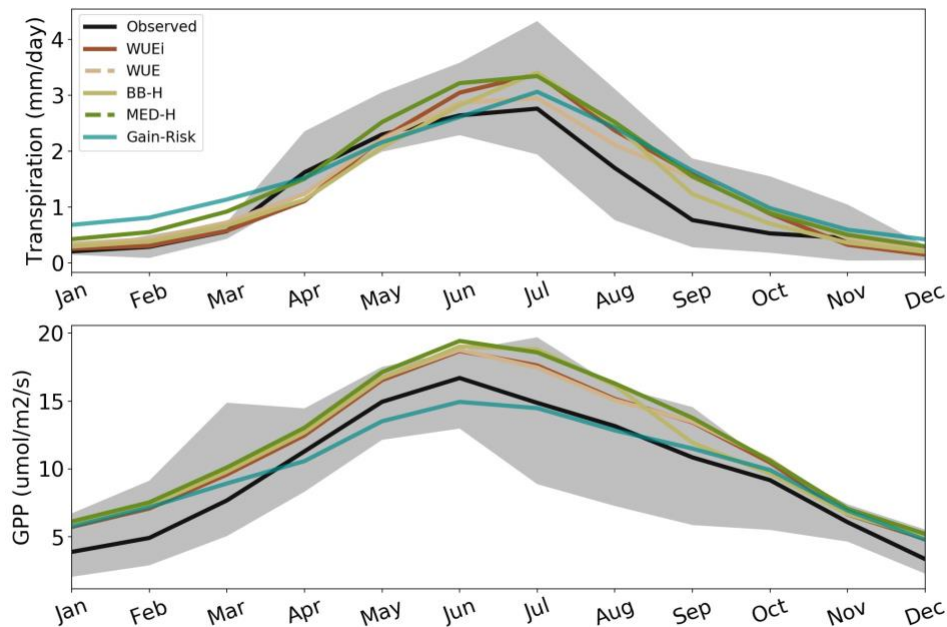 Transpiration (mm/day)
4
3
2
1
0
Observed
WUEi
WUE
BB-H
MED-H
Gain-Risk
Jan Feb Mar Apr May Jun Jul Aug Sep Oct Nov Dec
GPP (umol/m2/s)
20
15
10
5
Jan Feb Mar Apr May Jun Jul Aug Sep Oct Nov Dec